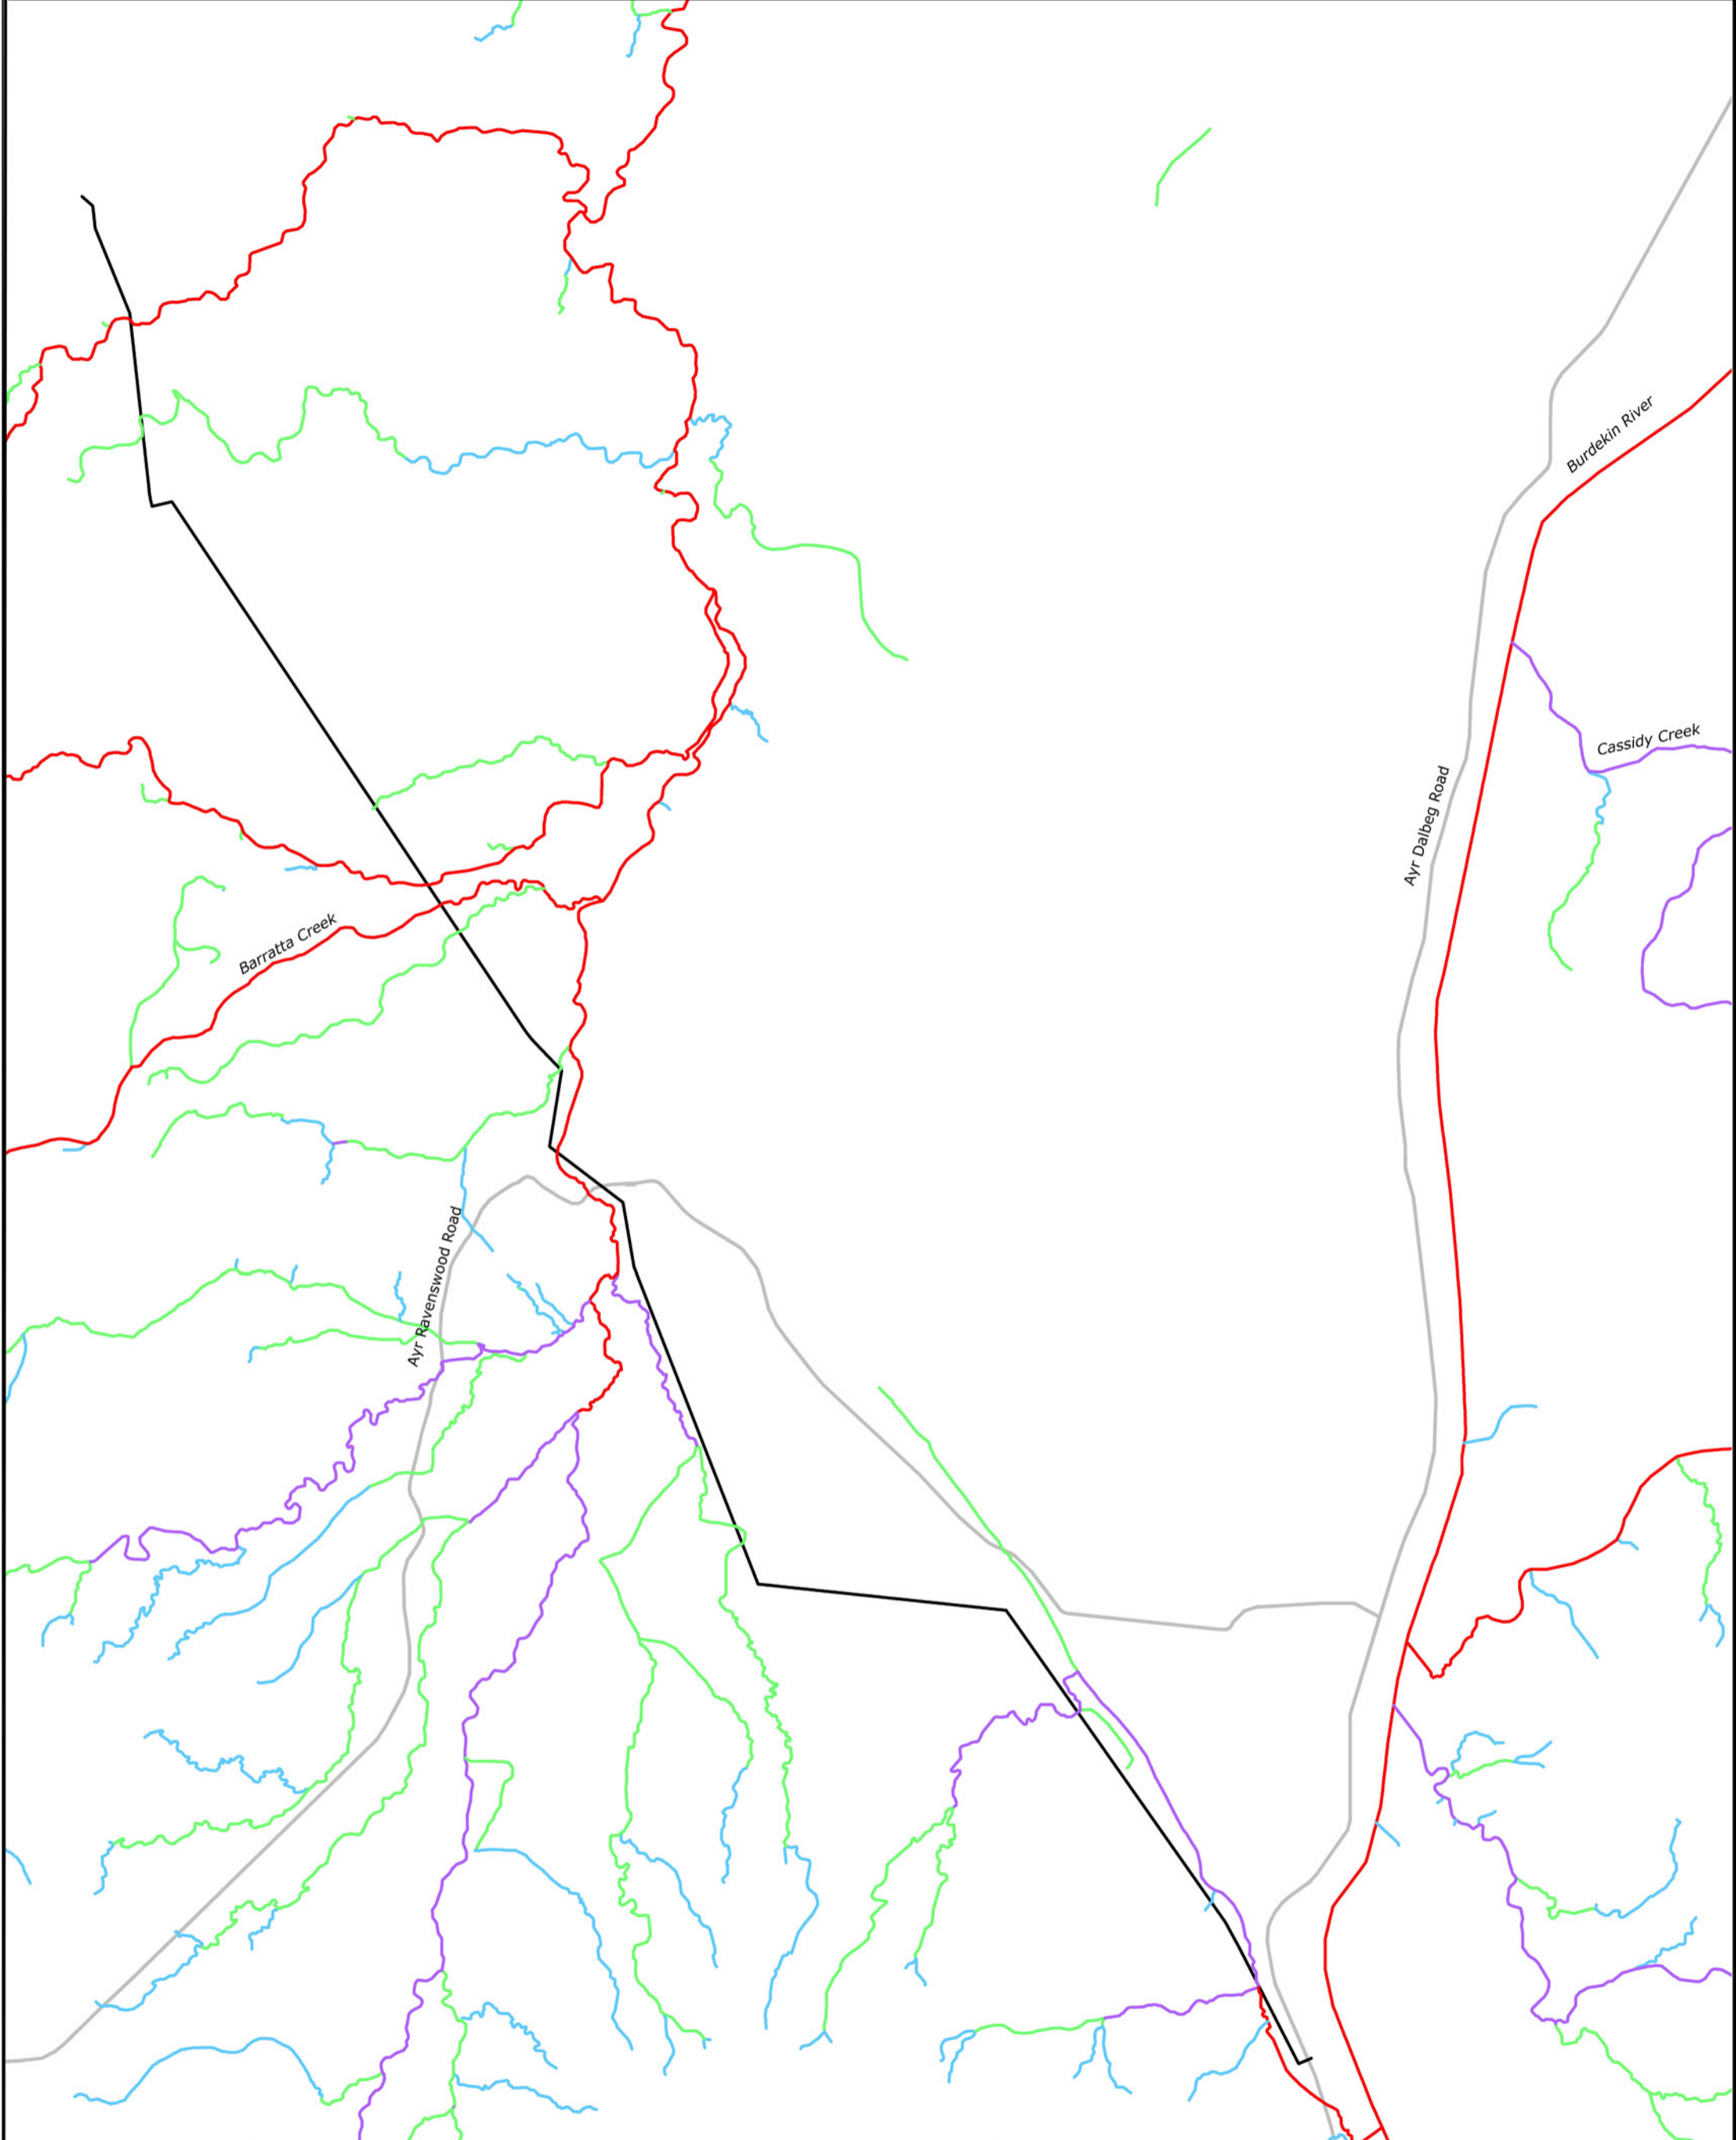 Burdekin River
Cassidy Creek
Ayr Dalbeg Road
Barratta Creek
Ayr Ravenswood Road